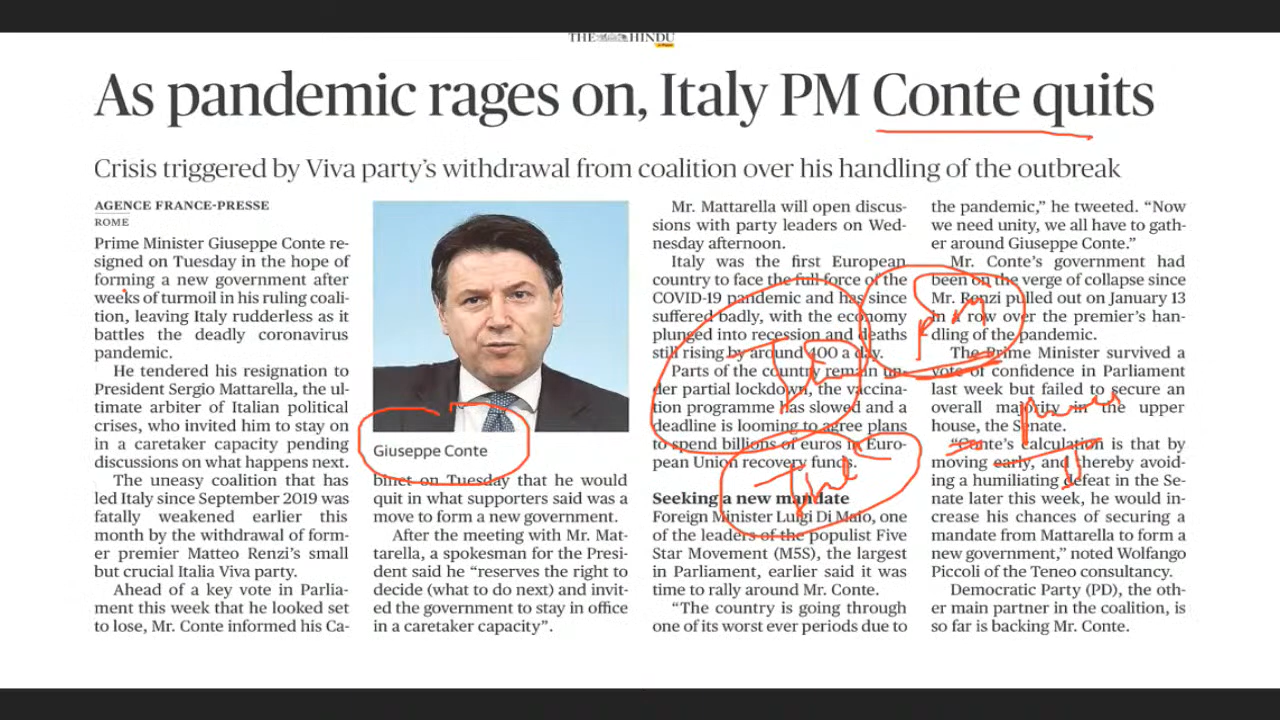 THE HINDU
As pandemic rages on, Italy PM Conte quits
Crisis triggered by Viva party's withdrawal from coalition over his handling of the outbreak
AGENCE FRANCE-PRESSE
ROME
Prime Minister Giuseppe Conte re-
signed on Tuesday in the hope of
forming a new government after
weeks of turmoil in his ruling coali-
tion, leaving Italy rudderless as it
battles the deadly coronavirus
pandemic.
He tendered his resignation to
President Sergio Mattarella, the ul-
timate arbiter of Italian political
crises, who invited him to stay on
in a caretaker capacity pending
discussions on what happens next.
The uneasy coalition that has
led Italy since September 2019 was
fatally weakened earlier this
month by the withdrawal of form-
er premier Matteo Renzi's small
but crucial Italia Viva party.
Ahead of a key vote in Parlia-
ment this week that he looked set
to lose, Mr. Conte informed his Ca-
Giuseppe Conte
binet on Tuesday that he would
quit in what supporters said was a
move to form a new government.
After the meeting with Mr. Mat-
tarella, a spokesman for the Presi-
dent said he "reserves the right to
decide (what to do next) and invit-
ed the government to stay in office
in a caretaker capacity".
Mr. Mattarella will open discus-
sions with party leaders on Wed-
nesday afternoon.
Italy was the first European
country to face the full force of the
COVID-19 pandemic and has since
suffered badly, with the economy
plunged into recession and deaths
still rising by around 400 a day.
Parts of the country remain un-
der partial lockdown, the vaccina-
tion programme has slowed and a
deadline is looming to agree plans
to spend billions of euros in Euro-
pean Union recovery funds.
Seeking a new mandate
Foreign Minister Luigi Di Maio, one
of the leaders of the populist Five
Star Movement (M5S), the largest
in Parliament, earlier said it was
time to rally around Mr. Conte.
"The country is going through
one of its worst ever periods due to
the pandemic," he tweeted. "Now
we need unity, we all have to gath-
er around Giuseppe Conte."
Mr. Conte's government had
been on the verge of collapse since
Mr. Renzi pulled out on January 13
in a row over the premier's han-
dling of the pandemic.
The Prime Minister survived a
vote of confidence in Parliament
last week but failed to secure an
overall majority in the upper
house, the Senate.
"Conte's calculation is that by
moving early, and thereby avoid-
ing a humiliating defeat in the Se-
nate later this week, he would in-
crease his chances of securing a
mandate from Mattarella to form a
new government," noted Wolfango
Piccoli of the Teneo consultancy.
Democratic Party (PD), the oth-
er main partner in the coalition, is
so far is backing Mr. Conte.
PM